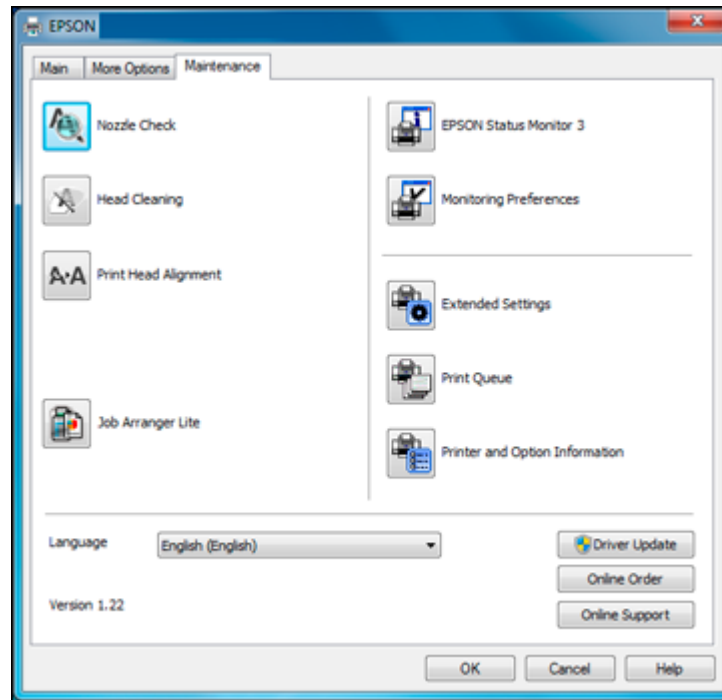 EPSON
Main More Options Maintenance
Nozzle Check
Head Cleaning
A·A Print Head Alignment
Job Arranger Lite
EPSON Status Monitor 3
Monitoring Preferences
Extended Settings
Print Queue
Printer and Option Information
Language English (English)
Driver Update
Online Order
Version 1.22
Online Support
OK Cancel Help